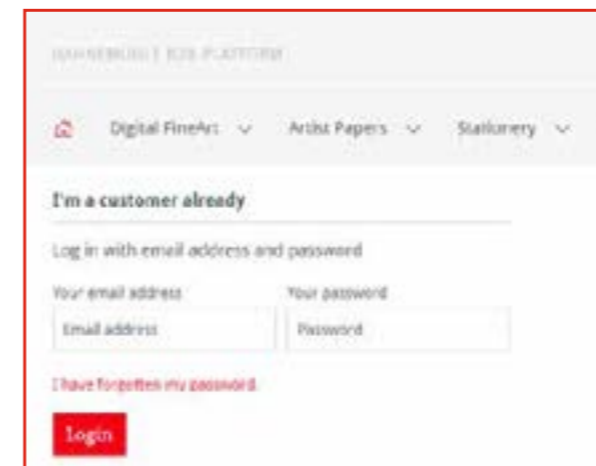 HAHNEMÜHLE B2B PLATFORM
Digital FineArt Artist Papers Stationery
I'm a customer already
Log in with email address and password
Your email address Your password
Email address Password
I have forgotten my password.
Login